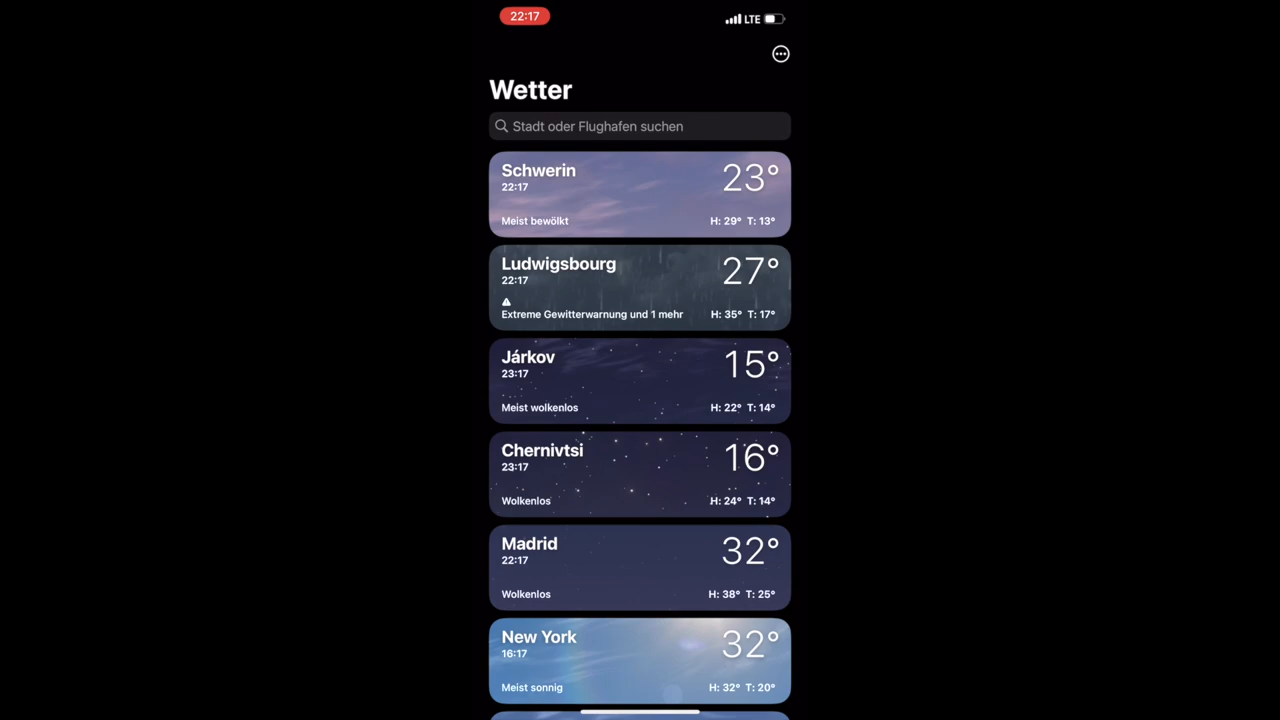 22:17
LTE
Wetter
Stadt oder Flughafen suchen
Schwerin
23°
22:17
Meist bewölkt
H: 29° T: 13°
Ludwigsbourg
27°
22:17
Extreme Gewitterwarnung und 1 mehr
H: 35° T: 17°
Járkov
15°
23:17
Meist wolkenlos
H: 22° T: 14°
Chernivtsi
16°
23:17
Wolkenlos
H: 24° T: 14°
Madrid
32°
22:17
Wolkenlos
H: 38° T: 25°
New York
32°
16:17
Meist sonnig
H: 32° T: 20°